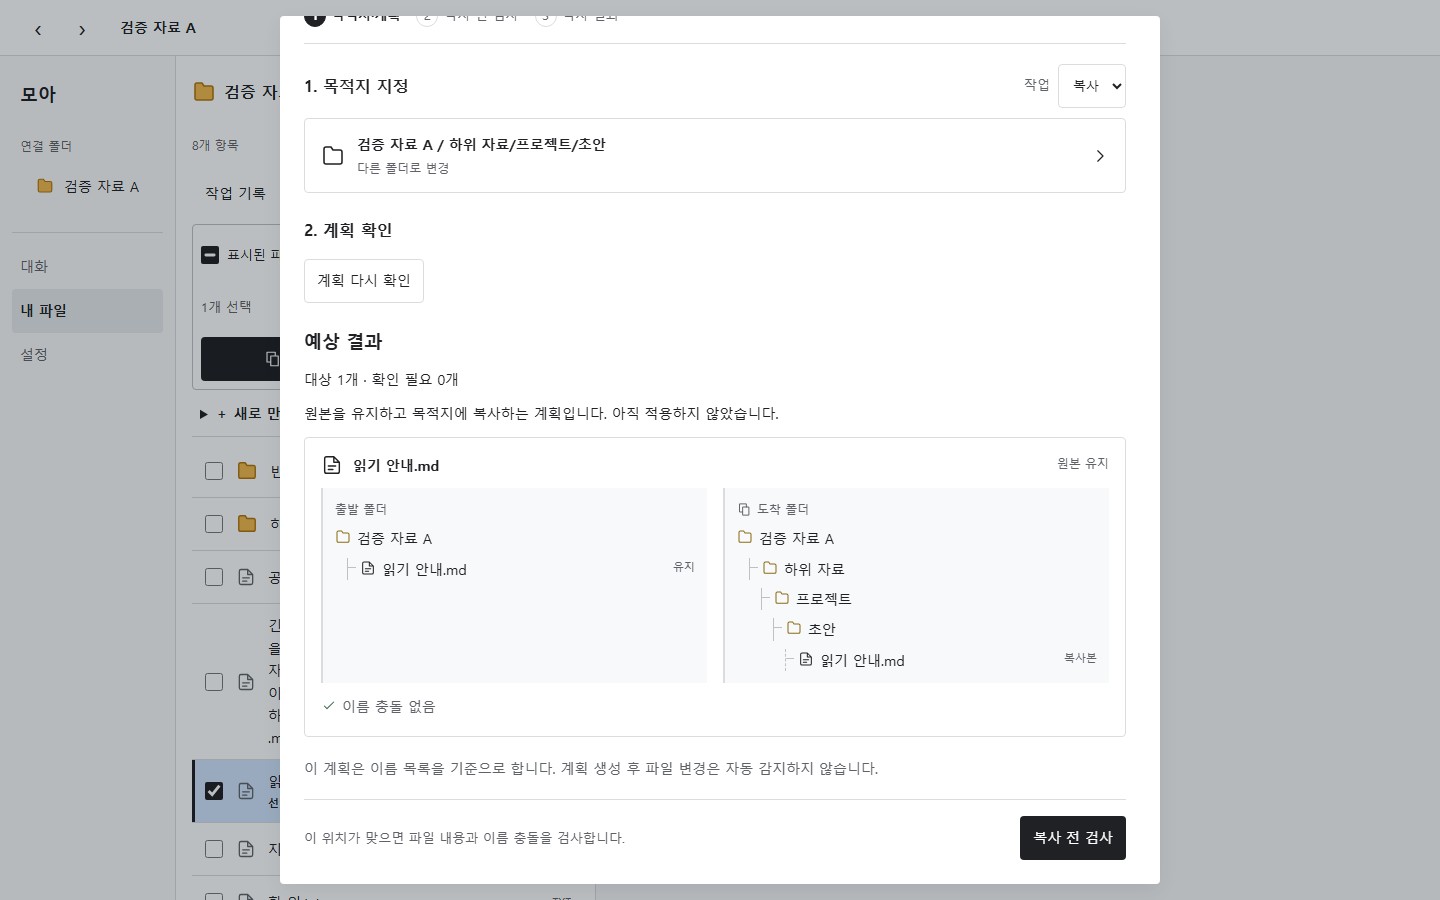 검증 자료 A
모아
연결 폴더
검증 자료 A
대화
내 파일
설정
검증 자
8개 항목
작업 기록
표시된
1개 선택
+ 새로 만
.m
1
2
3
1. 목적지 지정
작업
복사
검증 자료 A / 하위 자료/프로젝트/초안
다른 폴더로 변경
2. 계획 확인
계획 다시 확인
예상 결과
대상 1개 · 확인 필요 0개
원본을 유지하고 목적지에 복사하는 계획입니다. 아직 적용하지 않았습니다.
읽기 안내.md
원본 유지
출발 폴더
검증 자료 A
읽기 안내.md
유지
도착 폴더
검증 자료 A
하위 자료
프로젝트
초안
읽기 안내.md
복사본
이름 충돌 없음
이 계획은 이름 목록을 기준으로 합니다. 계획 생성 후 파일 변경은 자동 감지하지 않습니다.
이 위치가 맞으면 파일 내용과 이름 충돌을 검사합니다.
복사 전 검사